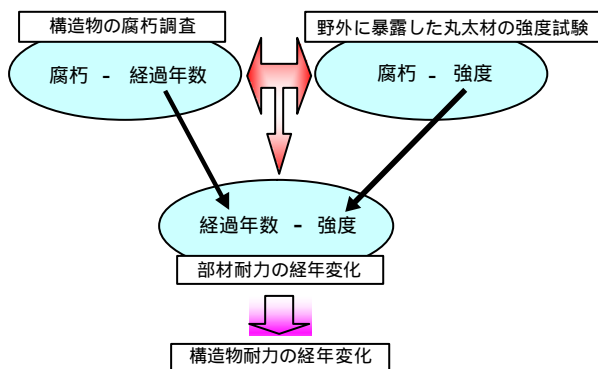 構造物の腐朽調査
野外に暴露した丸太材の強度試験
腐朽 - 経過年数
腐朽 - 強度
経過年数 - 強度
部材耐力の経年変化
構造物耐力の経年変化